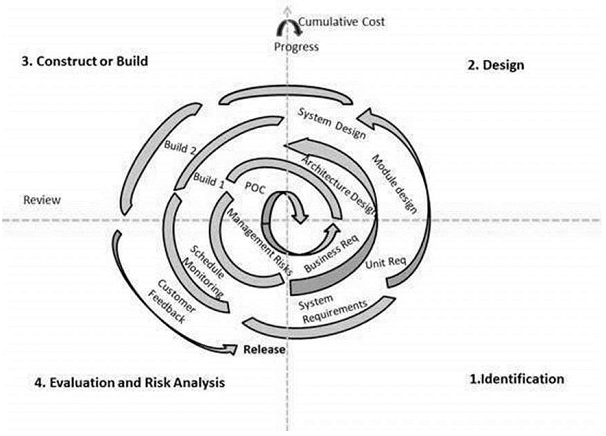 Cumulative Cost
Progress
3. Construct or Build
2. Design
System Design
Build 2
Architecture Design
Module design
Build 1
POC
Review
Management Risks
Business Req
Unit Req
Schedule
Monitoring
System
Requirements
Customer
Feedback
Release
4. Evaluation and Risk Analysis
1.Identification